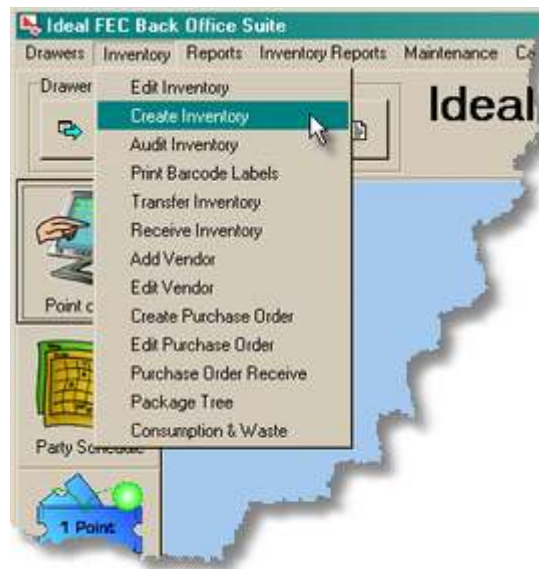 Ideal FEC Back Office Suite
Drawers Inventory Reports Inventory Reports Maintenance
Drawer
Ideal
Edit Inventory
Create Inventory
Audit Inventory
Print Barcode Labels
Transfer Inventory
Receive Inventory
Add Vendor
Edit Vendor
Create Purchase Order
Edit Purchase Order
Purchase Order Receive
Package Tree
Consumption & Waste
Point
Party Schedule
1 Point